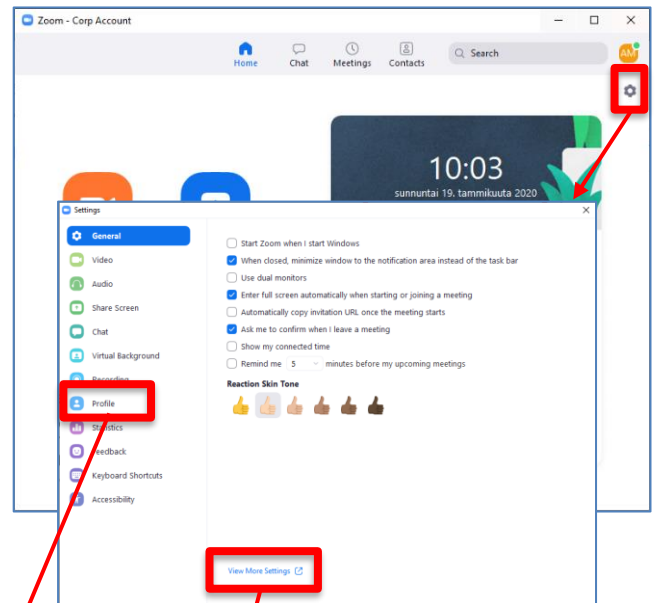 Zoom - Corp Account
Home Chat Meetings Contacts Search AM
10:03
sunnuntai 19. tammikuuta 2020
Settings
General
Video
Audio
Share Screen
Chat
Virtual Background
Recording
Profile
Statistics
Feedback
Keyboard Shortcuts
Accessibility
Start Zoom when I start Windows
When closed, minimize window to the notification area instead of the task bar
Use dual monitors
Enter full screen automatically when starting or joining a meeting
Automatically copy invitation URL once the meeting starts
Ask me to confirm when I leave a meeting
Show my connected time
Remind me 5 minutes before my upcoming meetings
Reaction Skin Tone
View More Settings